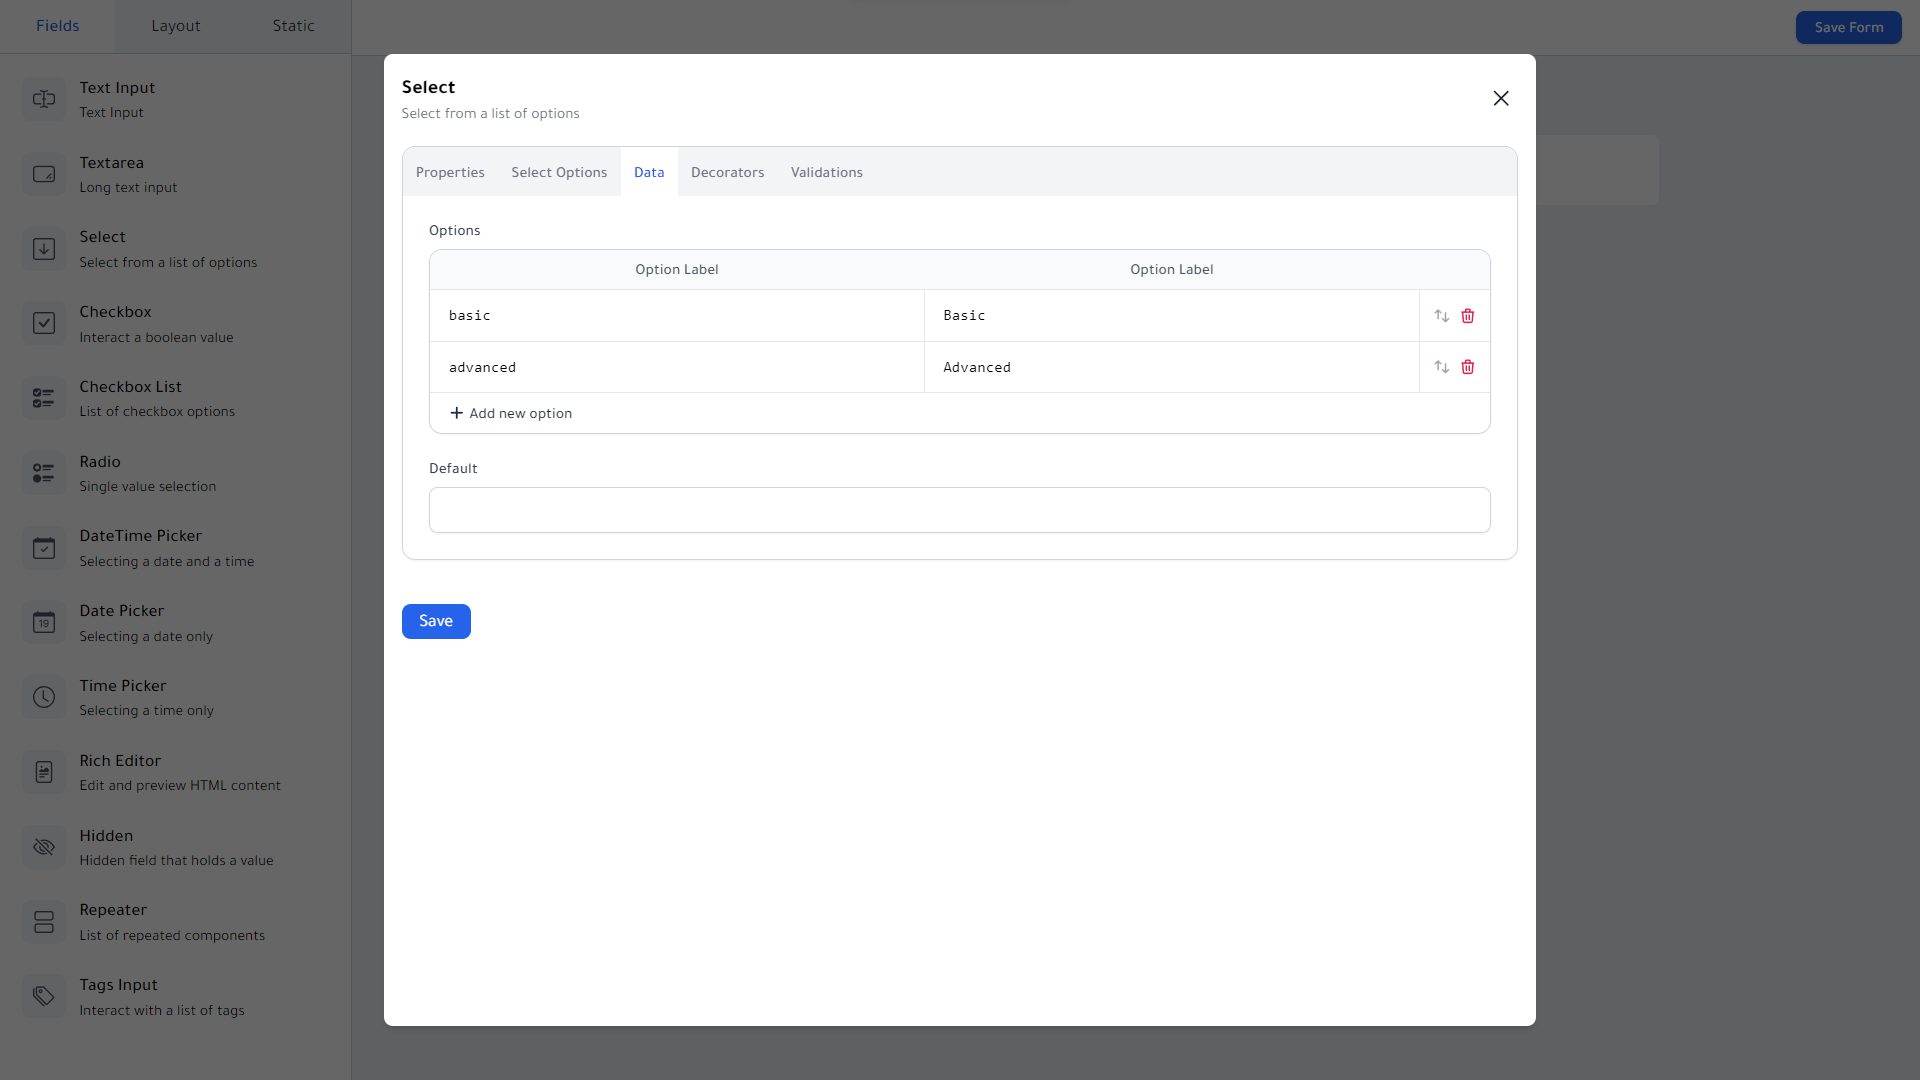 Fields
Layout
Static
Save Form
Text Input
Text Input
Textarea
Long text input
Select
Select from a list of options
Checkbox
Interact a boolean value
Checkbox List
List of checkbox options
Radio
Single value selection
DateTime Picker
Selecting a date and a time
19
Date Picker
Selecting a date only
Time Picker
Selecting a time only
Rich Editor
Edit and preview HTML content
Hidden
Hidden field that holds a value
Repeater
List of repeated components
Tags Input
Interact with a list of tags
Select
Select from a list of options
Properties
Select Options
Data
Decorators
Validations
Options
Option Label
Option Label
basic
Basic
advanced
Advanced
Add new option
Default
Save